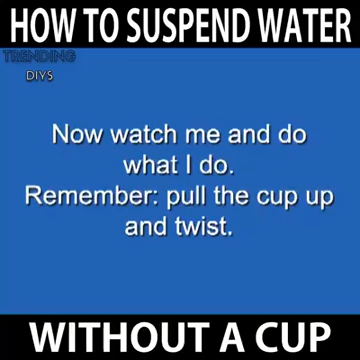 HOW TO SUSPEND WATER
TRENDING
DIYS
Now watch me and do
what I do.
Remember: pull the cup up
and twist.
WITHOUT A CUP